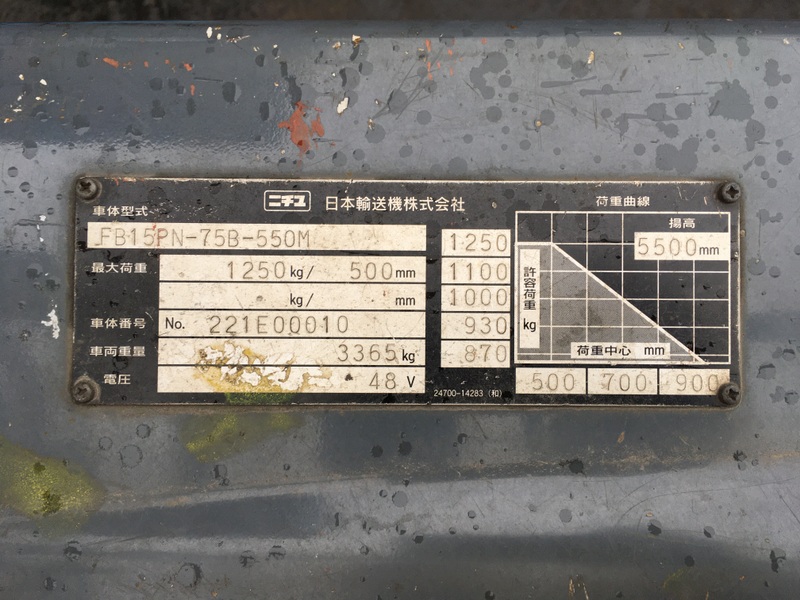 ニチユ 日本輸送機株式会社
車体型式
FB15PN-75B-550M
最大荷重 1250kg/ 500mm
kg/ mm
車体番号 No. 221E00010
車両重量 3365kg
電圧 48V
1250
1100
1000
930
870
24700-14283（和）
荷重曲線
揚高
5500mm
許容荷重 kg
荷重中心 mm
500 700 900